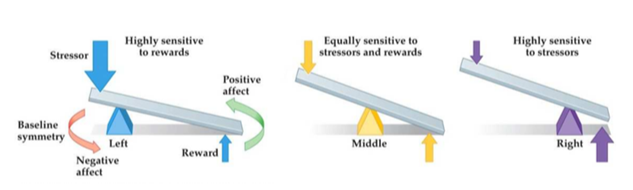 Highly sensitive
to rewards
Stressor
Positive
affect
Baseline
symmetry
Left
Negative
affect
Reward
Equally sensitive to
stressors and rewards
Middle
Highly sensitive
to stressors
Right